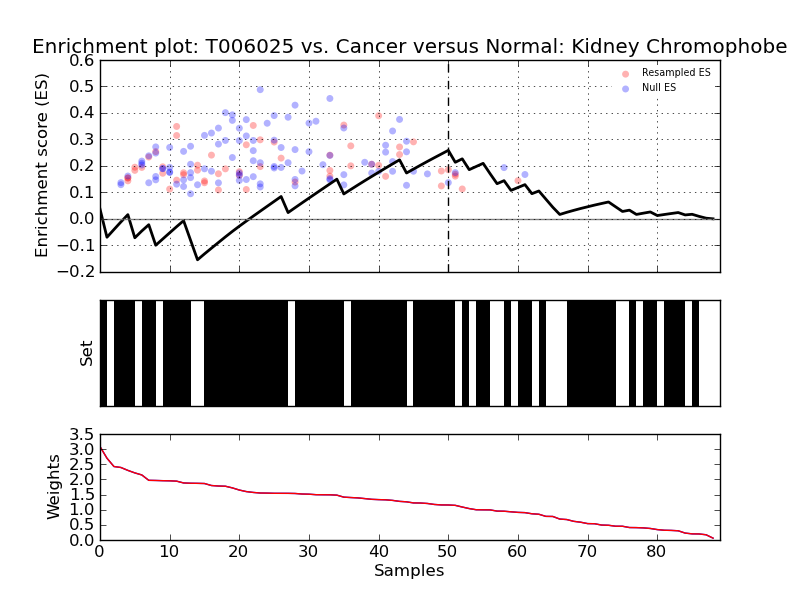 Enrichment plot: T006025 vs. Cancer versus Normal: Kidney Chromophobe
Enrichment score (ES)
0.6
0.5
0.4
0.3
0.2
0.1
0.0
−0.1
−0.2
Resampled ES
Null ES
Set
Weights
3.5
3.0
2.5
2.0
1.5
1.0
0.5
0.0
0 10 20 30 40 50 60 70 80
Samples